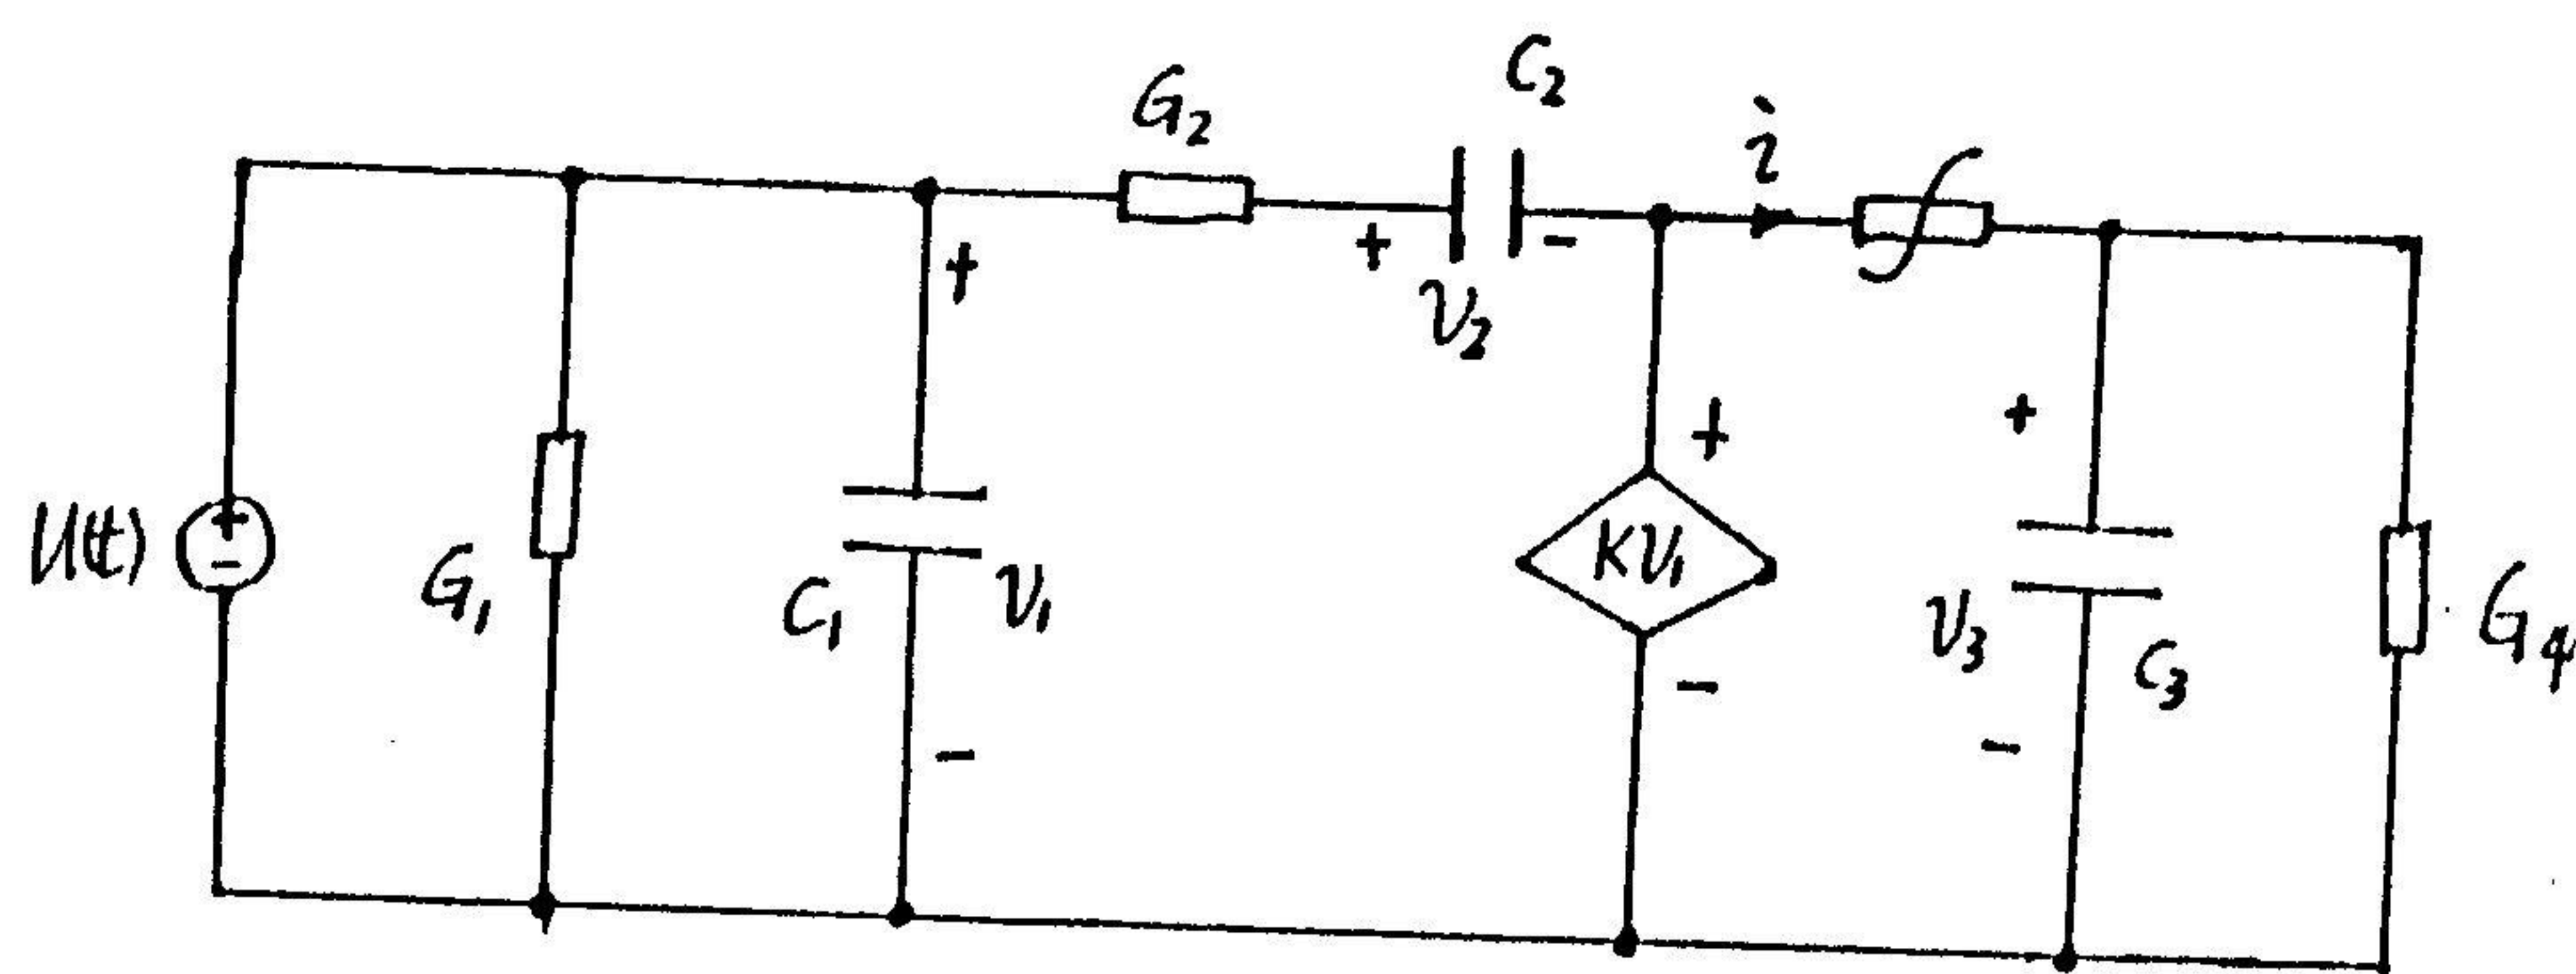 C₂
G₂
i
+
+
-
V₂
U(t)
+
-
G₁
C₁
V₁
-
+
KV₁
-
+
V₃
C₃
-
G₄